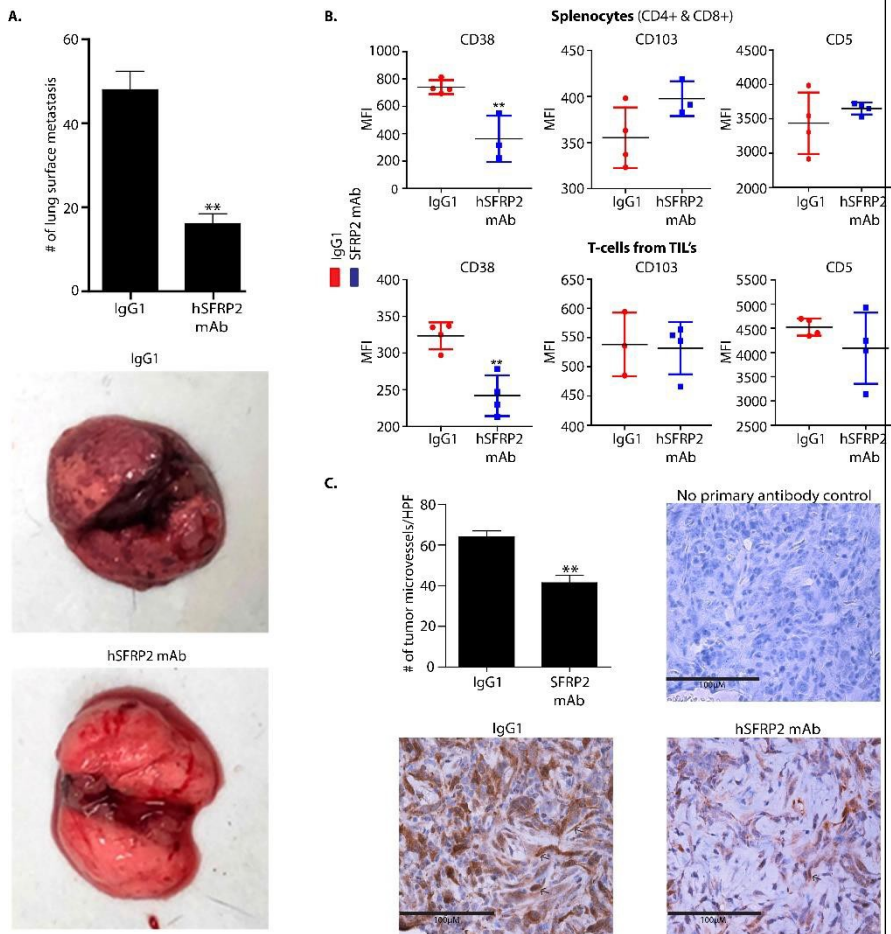 A.
60
40
20
0
# of lung surface metastasis
**
IgG1
hSFRP2
mAb
IgG1
hSFRP2 mAb
B.
Splenocytes (CD4+ & CD8+)
CD38
1000
800
600
400
200
0
MFI
**
IgG1
hSFRP2
mAb
CD103
450
400
350
300
MFI
IgG1
hSFRP2
mAb
CD5
4500
4000
3500
3000
2500
2000
MFI
IgG1
hSFRP2
mAb
IgG1
SFRP2 mAb
T-cells from TIL's
CD38
350
300
250
200
MFI
**
IgG1
hSFRP2
mAb
CD103
650
600
550
500
450
400
MFI
IgG1
hSFRP2
mAb
CD5
5500
5000
4500
4000
3500
3000
2500
MFI
IgG1
hSFRP2
mAb
C.
80
60
40
20
0
# of tumor microvessels/HPF
**
IgG1
SFRP2
mAb
No primary antibody control
100µM
IgG1
100µM
hSFRP2 mAb
100µM